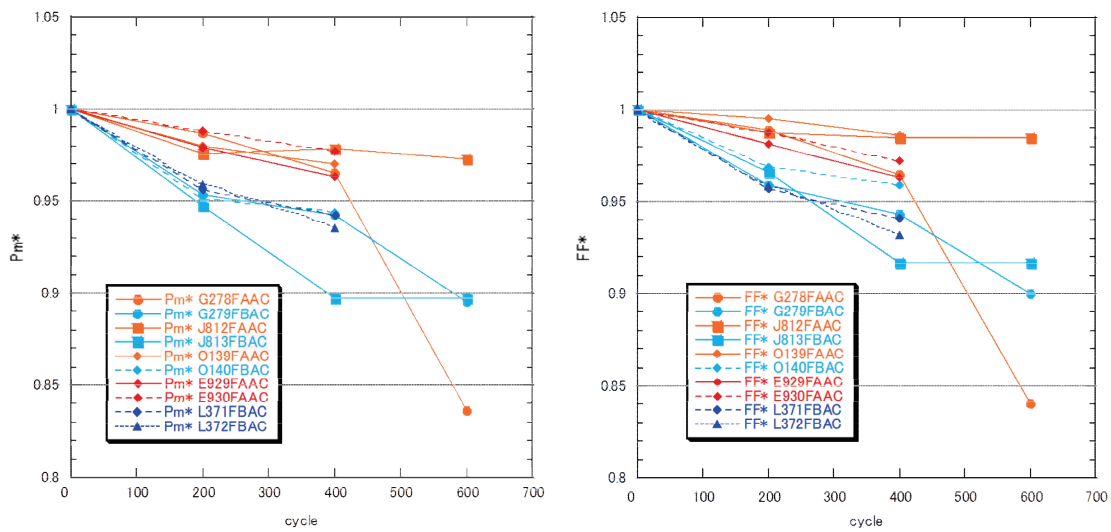 1.05
1
0.95
0.9
0.85
0.8
Pm*
0
100
200
300
400
500
600
700
cycle
Pm* G278FAAC
Pm* G279FBAC
Pm* J812FAAC
Pm* J813FBAC
Pm* O139FAAC
Pm* O140FBAC
Pm* E929FAAC
Pm* E930FAAC
Pm* L371FBAC
Pm* L372FBAC
1.05
1
0.95
0.9
0.85
0.8
FF*
0
100
200
300
400
500
600
700
cycle
FF* G278FAAC
FF* G279FBAC
FF* J812FAAC
FF* J813FBAC
FF* O139FAAC
FF* O140FBAC
FF* E929FAAC
FF* E930FAAC
FF* L371FBAC
FF* L372FBAC